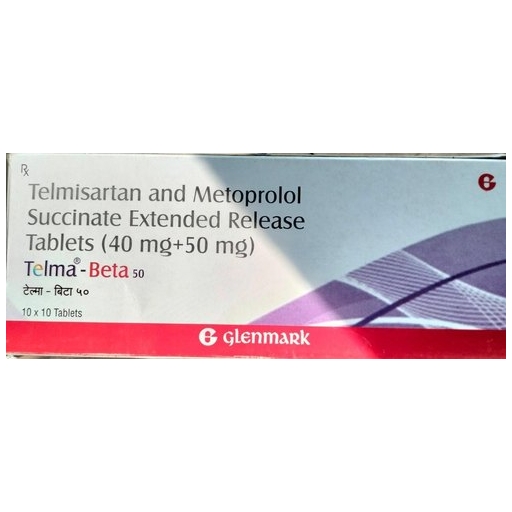 Rx
Telmisartan and Metoprolol
Succinate Extended Release
Tablets (40 mg+50 mg)
Telma®-Beta 50
टेल्मा - बिटा ५०
10 x 10 Tablets
G
Glenmark